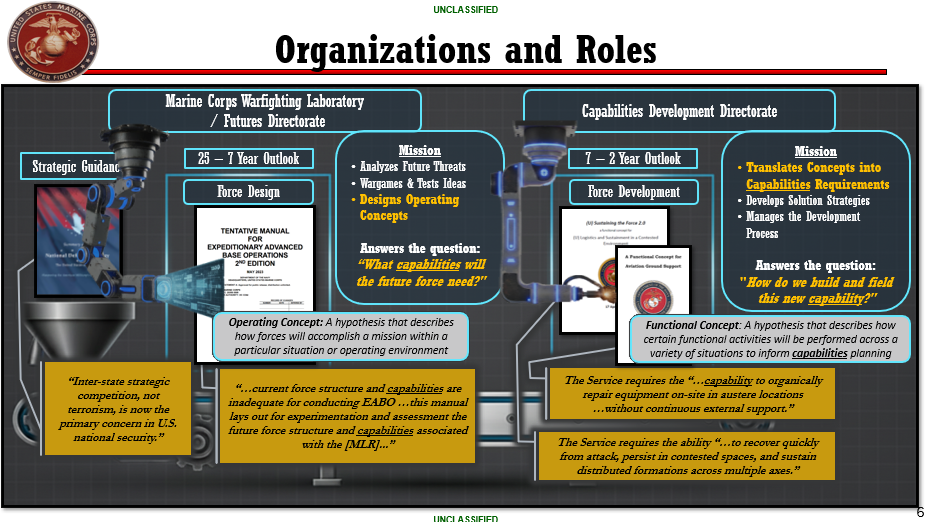 UNCLASSIFIED
UNITED STATES MARINE CORPS
SEMPER FIDELIS
Organizations and Roles
Marine Corps Warfighting Laboratory
/ Futures Directorate
Strategic Guidanc
25 – 7 Year Outlook
Force Design
TENTATIVE MANUAL
FOR
EXPEDITIONARY ADVANCED
BASE OPERATIONS
2ND EDITION
MAY 2023
Mission
• Analyzes Future Threats
• Wargames & Tests Ideas
• Designs Operating
Concepts
Answers the question:
“What capabilities will
the future force need?”
Operating Concept: A hypothesis that describes
how forces will accomplish a mission within a
particular situation or operating environment
“Inter-state strategic
competition, not
terrorism, is now the
primary concern in U.S.
national security.”
“…current force structure and capabilities are
inadequate for conducting EABO …this manual
lays out for experimentation and assessment the
future force structure and capabilities associated
with the [MLR]...”
Capabilities Development Directorate
7 – 2 Year Outlook
Force Development
(U) Sustaining the Force 2.0
(U) Logistics and Sustainment in a Contested
Environment
A Functional Concept for
Aviation Ground Support
Mission
• Translates Concepts into
Capabilities Requirements
• Develops Solution Strategies
• Manages the Development
Process
Answers the question:
"How do we build and field
this new capability?”
Functional Concept: A hypothesis that describes how
certain functional activities will be performed across a
variety of situations to inform capabilities planning
The Service requires the “…capability to organically
repair equipment on-site in austere locations
…without continuous external support.”
The Service requires the ability “…to recover quickly
from attack, persist in contested spaces, and sustain
distributed formations across multiple axes.”
6
UNCLASSIFIED